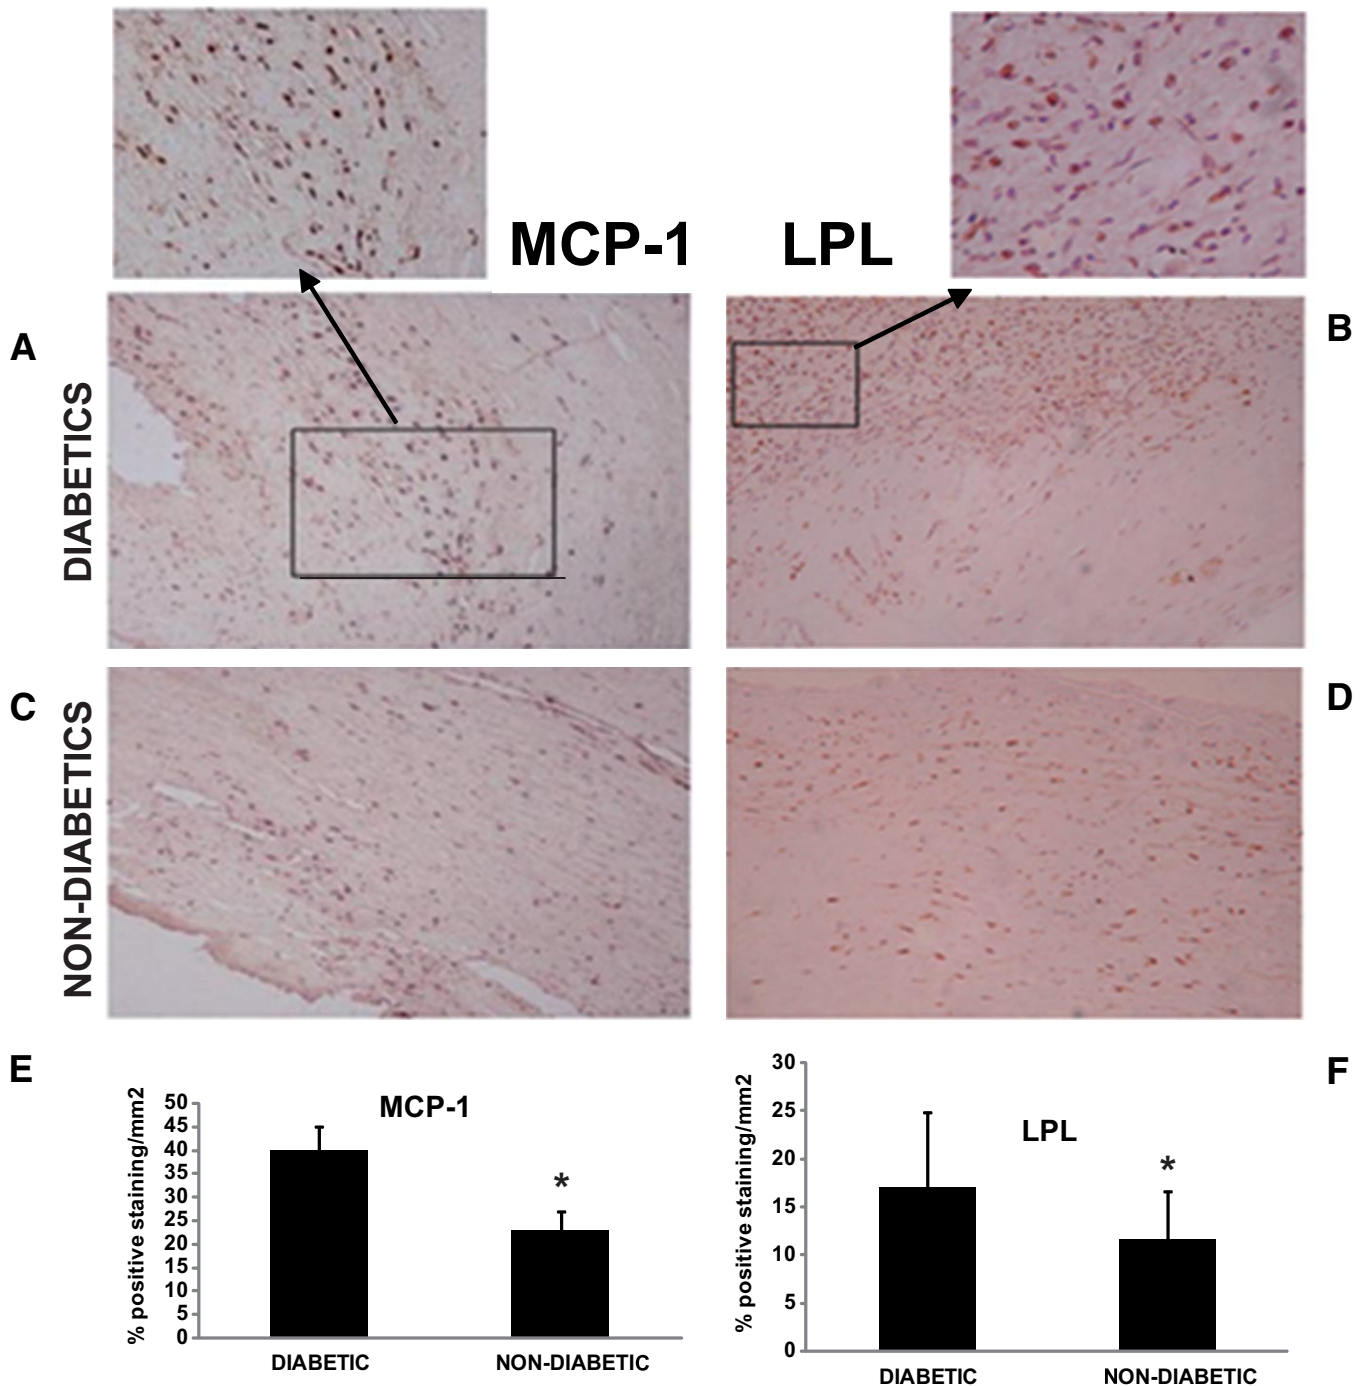 MCP-1 LPL
A
B
DIABETICS
C
D
NON-DIABETICS
E
MCP-1
% positive staining/mm2
50
45
40
35
30
25
20
15
10
5
0
*
DIABETIC NON-DIABETIC
F
LPL
% positive staining/mm2
30
25
20
15
10
5
0
*
DIABETIC NON-DIABETIC